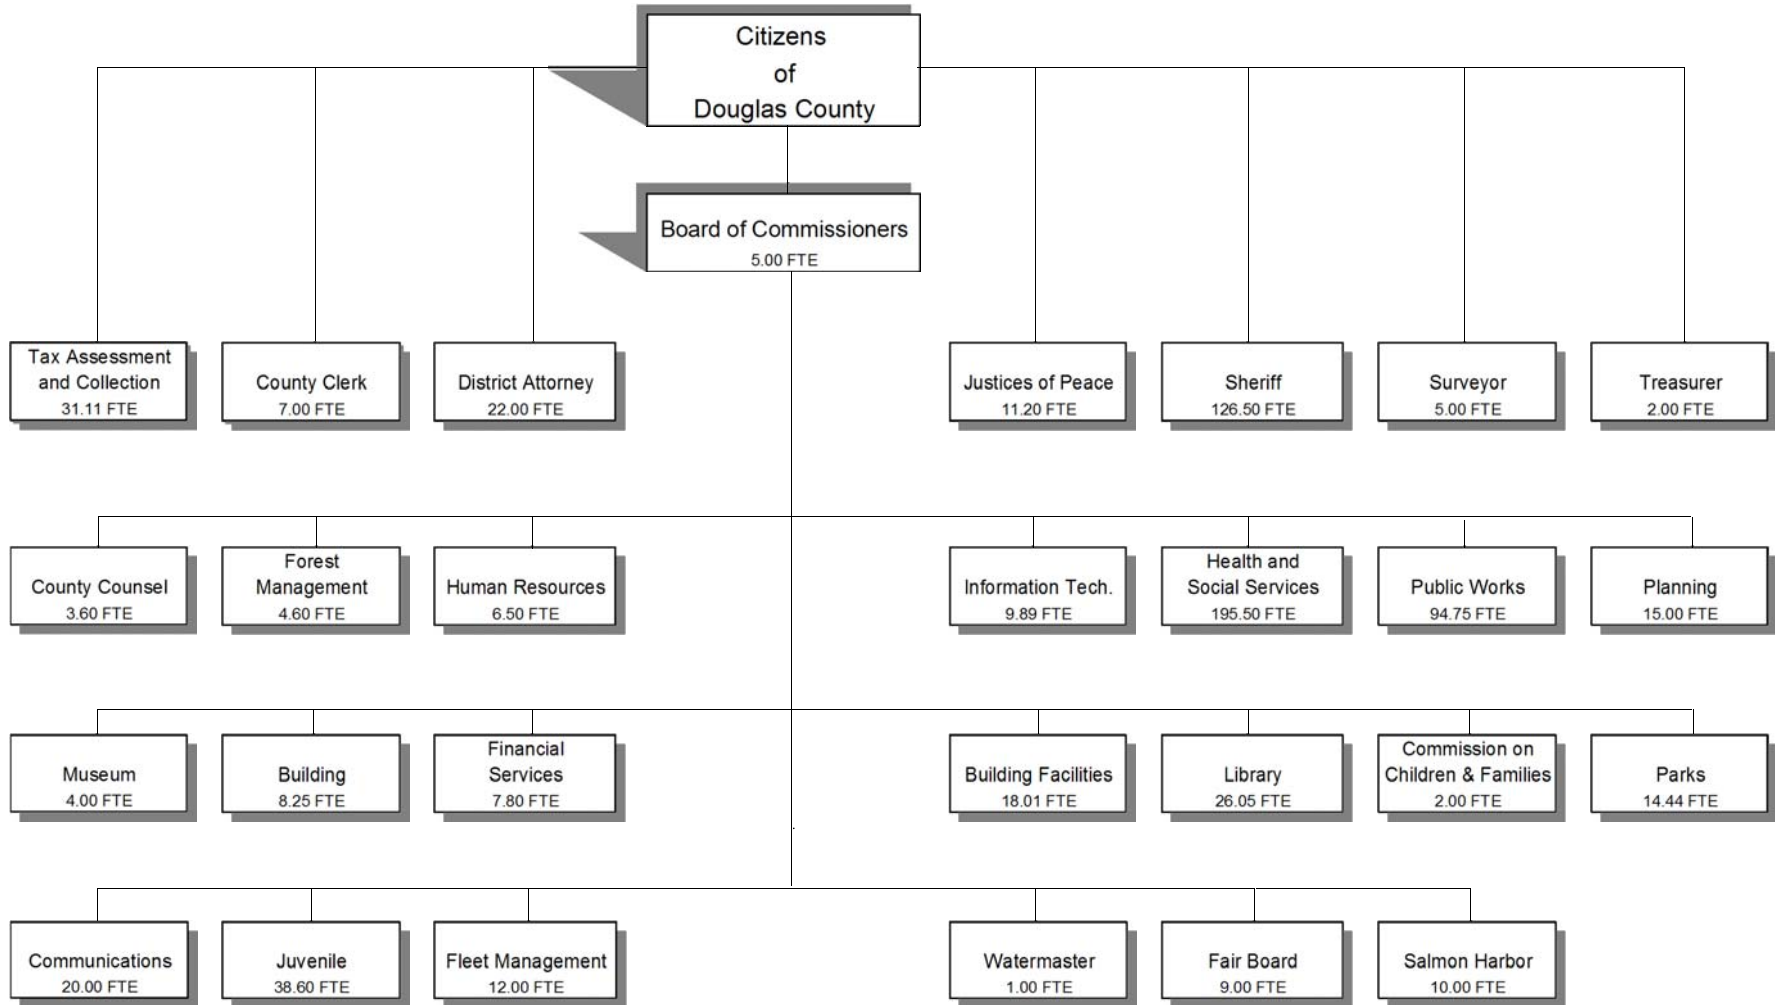 Citizens
of
Douglas County
Board of Commissioners
5.00 FTE
Tax Assessment
and Collection
31.11 FTE
County Clerk
7.00 FTE
District Attorney
22.00 FTE
Justices of Peace
11.20 FTE
Sheriff
126.50 FTE
Surveyor
5.00 FTE
Treasurer
2.00 FTE
County Counsel
3.60 FTE
Forest
Management
4.60 FTE
Human Resources
6.50 FTE
Information Tech.
9.89 FTE
Health and
Social Services
195.50 FTE
Public Works
94.75 FTE
Planning
15.00 FTE
Museum
4.00 FTE
Building
8.25 FTE
Financial
Services
7.80 FTE
Building Facilities
18.01 FTE
Library
26.05 FTE
Commission on
Children & Families
2.00 FTE
Parks
14.44 FTE
Communications
20.00 FTE
Juvenile
38.60 FTE
Fleet Management
12.00 FTE
Watermaster
1.00 FTE
Fair Board
9.00 FTE
Salmon Harbor
10.00 FTE